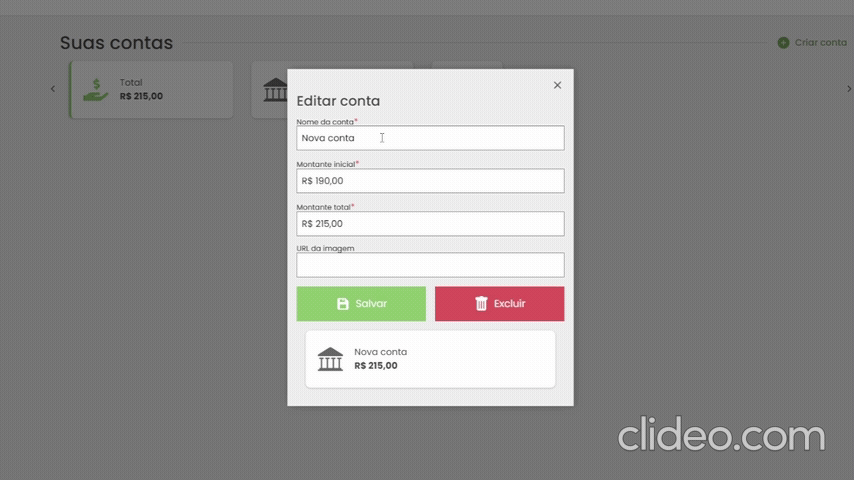 Suas contas
Criar conta
Total
R$ 215,00
Editar conta
Nome da conta*
Nova conta
Montante inicial*
R$ 190,00
Montante total*
R$ 215,00
URL da imagem
Salvar
Excluir
Nova conta
R$ 215,00
clideo.com